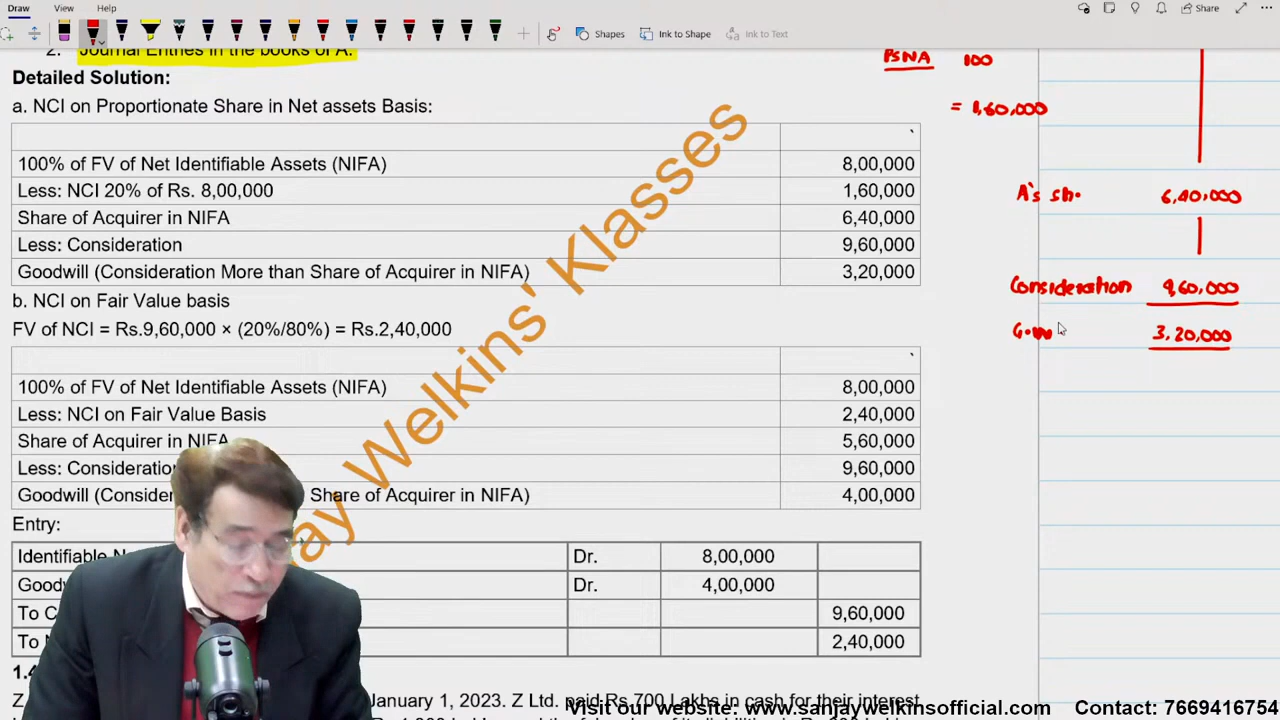 Draw
Share
Shapes
Ink to Shape
Ink to Text
2. Journal Entries in the books of A.
PSNA 100
Detailed Solution:
a. NCI on Proportionate Share in Net assets Basis:
= 1,60,000
`
100% of FV of Net Identifiable Assets (NIFA) 8,00,000
Less: NCI 20% of Rs. 8,00,000 1,60,000
A's sh. 6,40,000
Share of Acquirer in NIFA 6,40,000
Less: Consideration 9,60,000
Goodwill (Consideration More than Share of Acquirer in NIFA) 3,20,000
Consideration 9,60,000
b. NCI on Fair Value basis
FV of NCI = Rs.9,60,000 × (20%/80%) = Rs.2,40,000
G.W 3,20,000
`
100% of FV of Net Identifiable Assets (NIFA) 8,00,000
Less: NCI on Fair Value Basis 2,40,000
Share of Acquirer in NIFA 5,60,000
Less: Consideration 9,60,000
Goodwill (Consider Share of Acquirer in NIFA) 4,00,000
Entry:
Identifiable N Dr. 8,00,000
Goodw Dr. 4,00,000
To C 9,60,000
To N 2,40,000
Welkins' Klasses
1.4
Z January 1, 2023. Z Ltd. paid Rs 700 Lakhs in cash for their interest
Visit our website: www.sanjaywelkinsofficial.com Contact: 7669416754